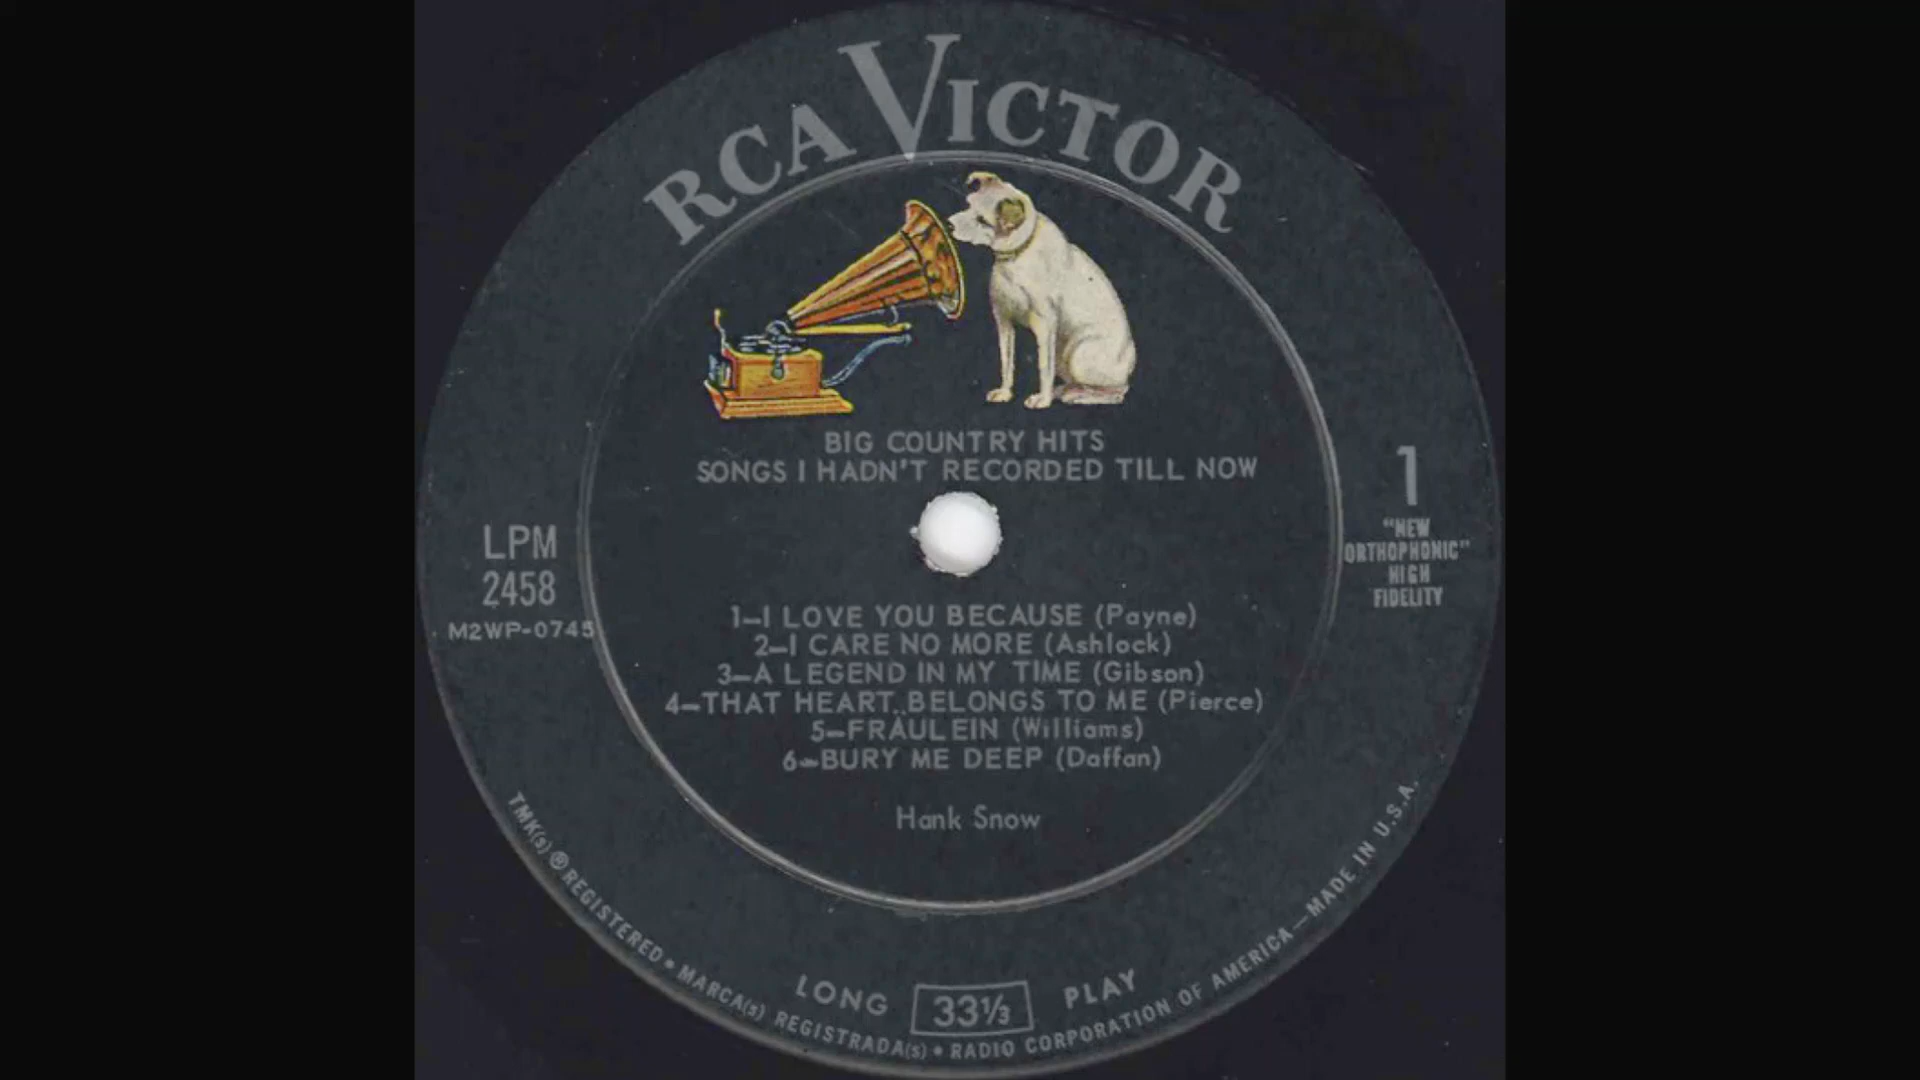 RCA VICTOR
BIG COUNTRY HITS
SONGS I HADN'T RECORDED TILL NOW
LPM
2458
M2WP-0745
1
"NEW
ORTHOPHONIC"
HIGH
FIDELITY
1—I LOVE YOU BECAUSE (Payne)
2—I CARE NO MORE (Ashlock)
3—A LEGEND IN MY TIME (Gibson)
4—THAT HEART BELONGS TO ME (Pierce)
5—FRÄULEIN (Williams)
6—BURY ME DEEP (Daffan)
Hank Snow
LONG 33⅓ PLAY
TMK(s) ® REGISTERED • MARCA(s) REGISTRADA(s) • RADIO CORPORATION OF AMERICA—MADE IN U.S.A.